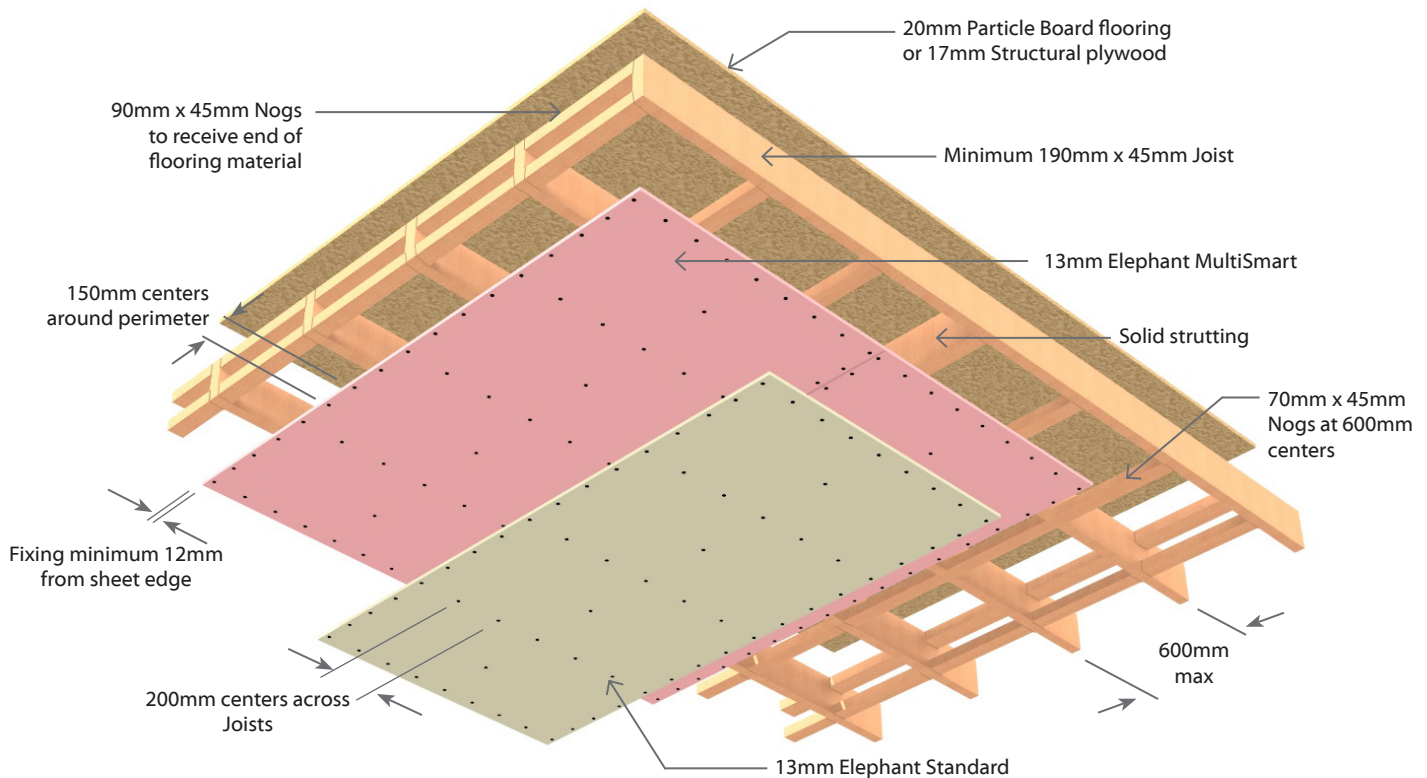 20mm Particle Board flooring
or 17mm Structural plywood
90mm x 45mm Nogs
to receive end of
flooring material
Minimum 190mm x 45mm Joist
13mm Elephant MultiSmart
150mm centers
around perimeter
Solid strutting
70mm x 45mm
Nogs at 600mm
centers
Fixing minimum 12mm
from sheet edge
600mm
max
200mm centers across
Joists
13mm Elephant Standard